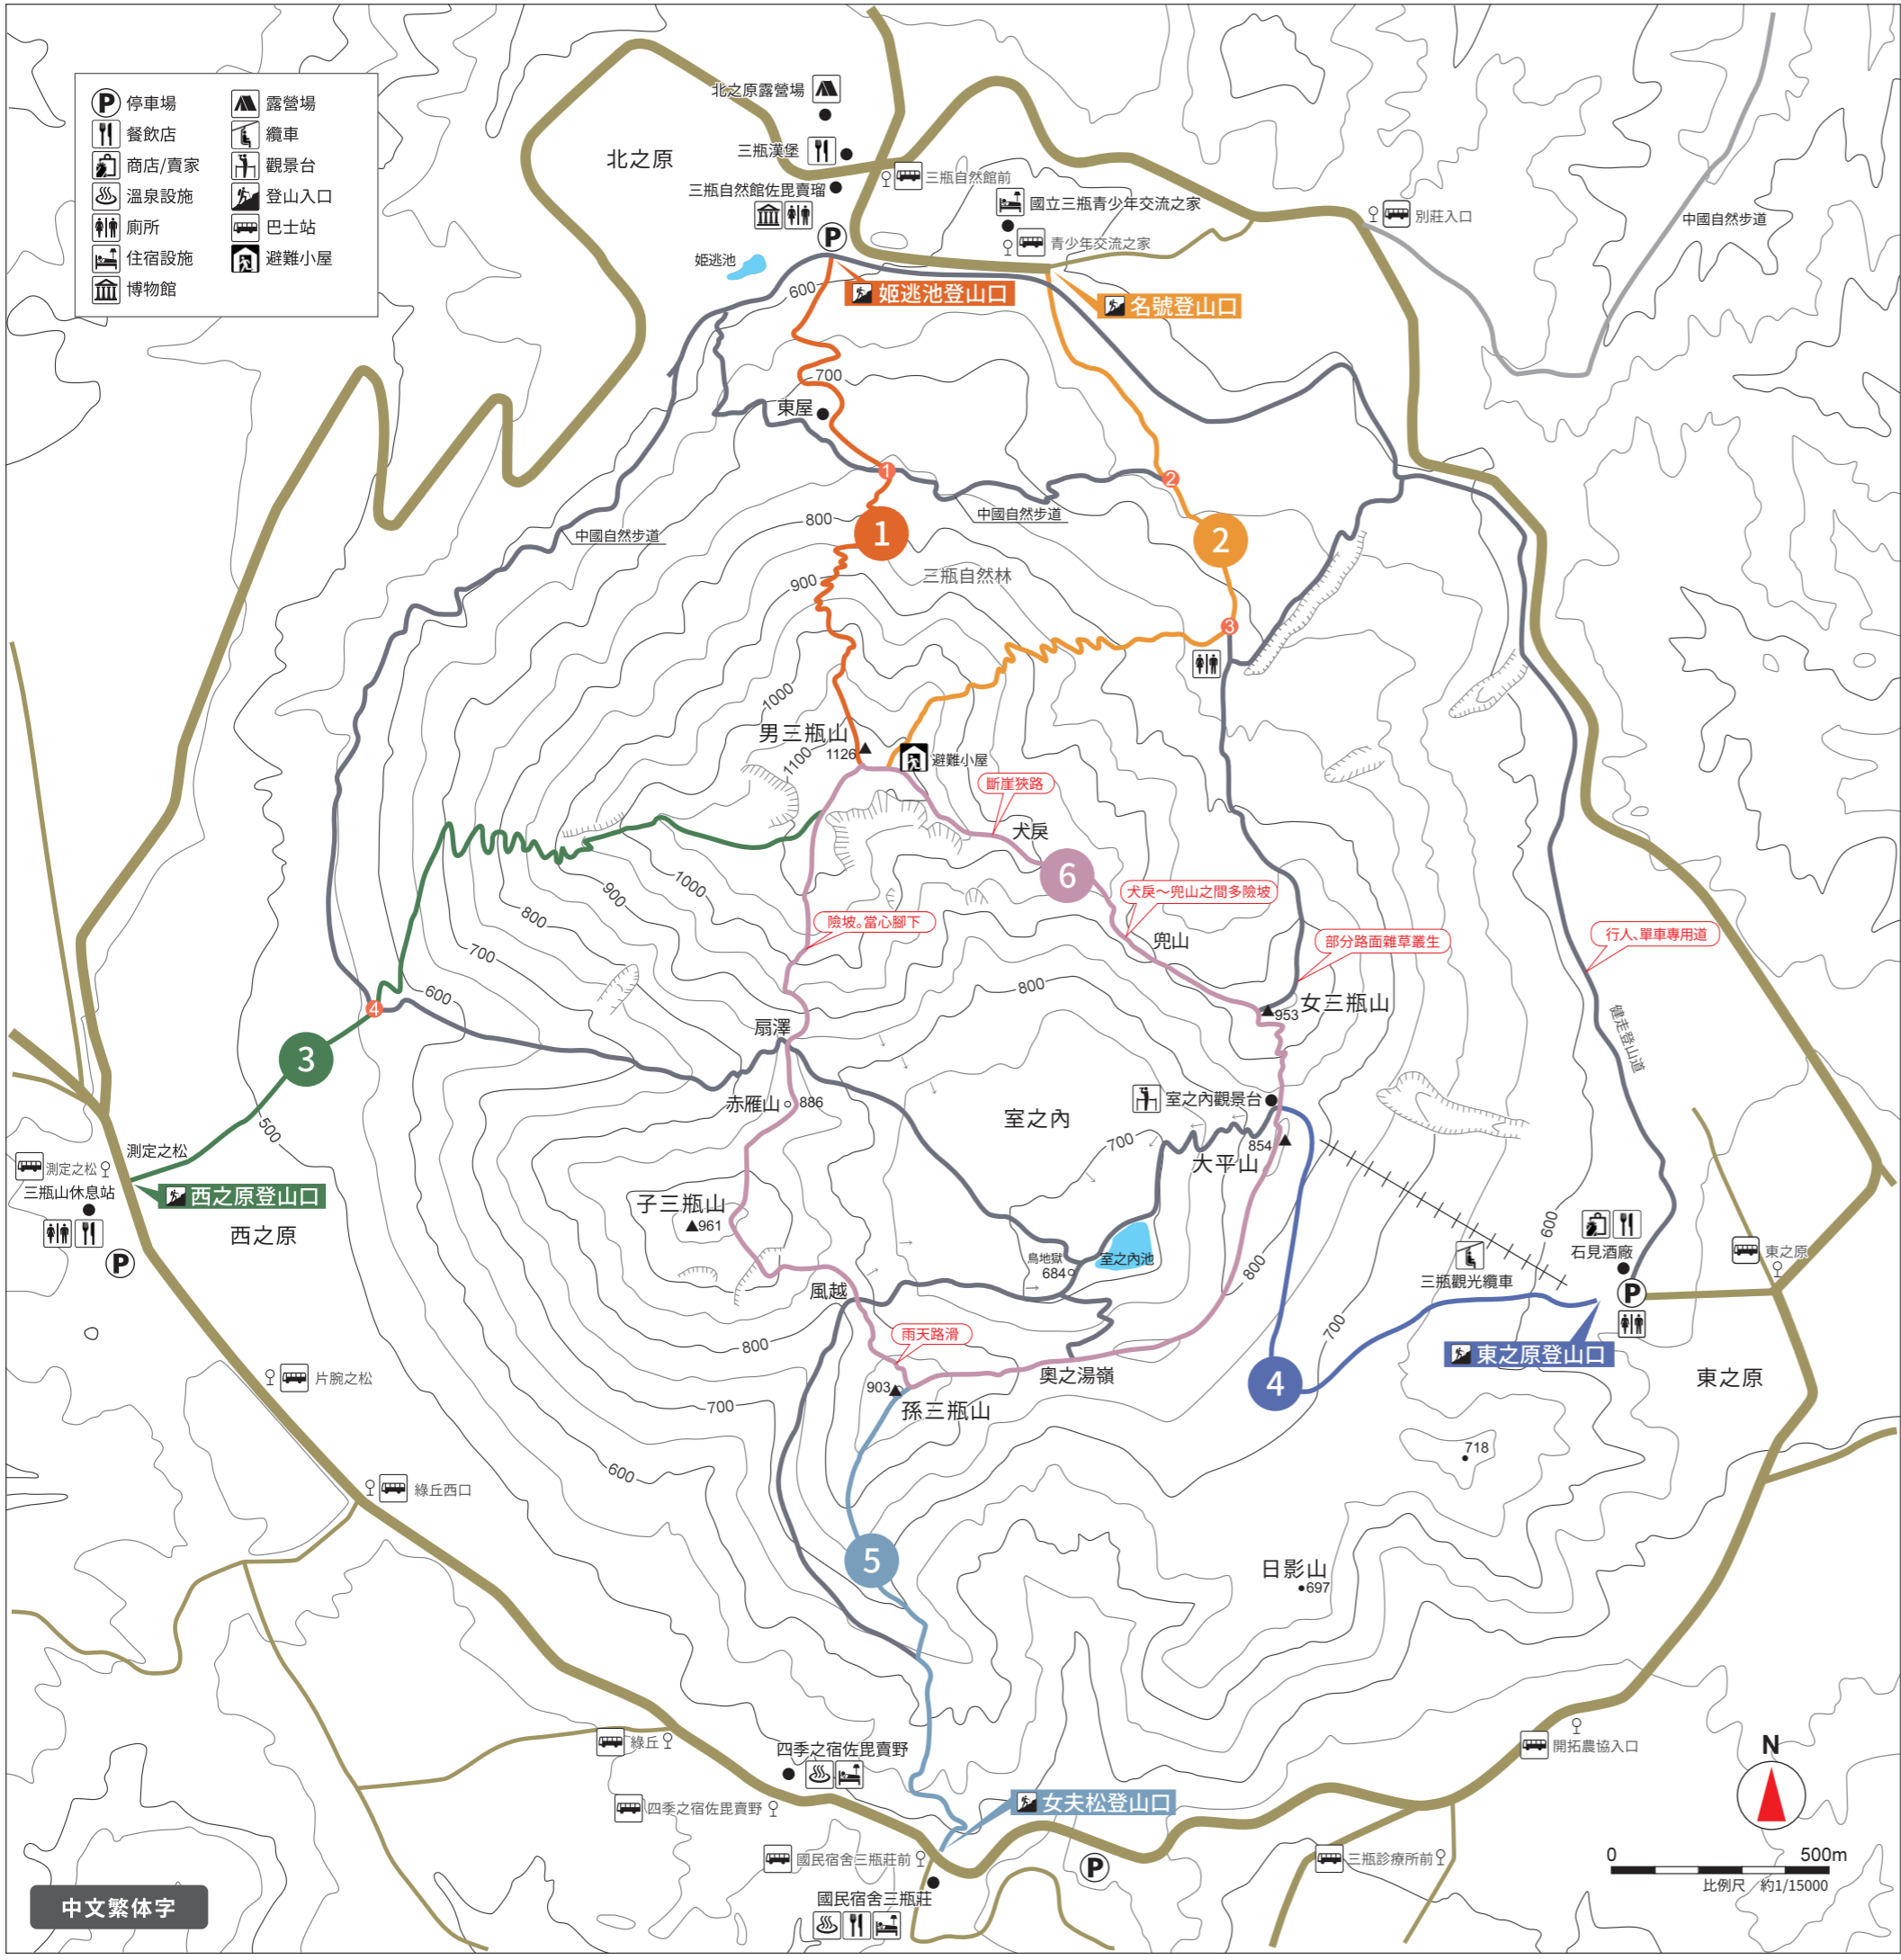 停車場
餐飲店
商店/賣家
溫泉設施
廁所
住宿設施
博物館
露營場
纜車
觀景台
登山入口
巴士站
避難小屋
北之原
北之原露營場
三瓶漢堡
三瓶自然館佐毘賣瑠
三瓶自然館前
國立三瓶青少年交流之家
青少年交流之家
別莊入口
中國自然步道
姬逃池
600
姬逃池登山口
名號登山口
700
東屋
1
2
中國自然步道
中國自然步道
800
1
2
900
三瓶自然林
3
1000
男三瓶山
1126
1100
避難小屋
斷崖狹路
犬戾
6
1000
900
800
700
600
犬戾～兜山之間多險坡
險坡。當心腳下
兜山
部分路面雜草叢生
行人、單車專用道
800
女三瓶山
953
4
3
扇澤
健走登山道
赤雁山
886
室之內
室之內觀景台
700
854
大平山
500
測定之松
測定之松
三瓶山休息站
西之原登山口
西之原
子三瓶山
961
鳥地獄
684
室之內池
800
600
石見酒廠
三瓶觀光纜車
東之原
風越
800
雨天路滑
700
東之原登山口
東之原
奧之湯嶺
4
903
孫三瓶山
片腕之松
700
718
600
綠丘西口
5
日影山
697
綠丘
四季之宿佐毘賣野
四季之宿佐毘賣野
女夫松登山口
開拓農協入口
國民宿舍三瓶莊前
三瓶診療所前
國民宿舍三瓶莊
N
0
500m
比例尺 約1/15000
中文繁体字